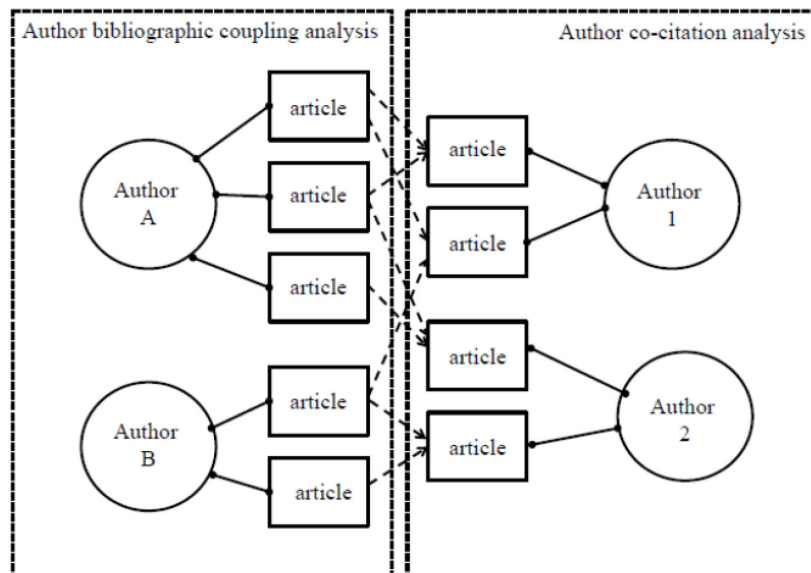 Author bibliographic coupling analysis
Author co-citation analysis
article
article
article
article
article
Author
A
Author
B
article
article
article
article
Author
1
Author
2